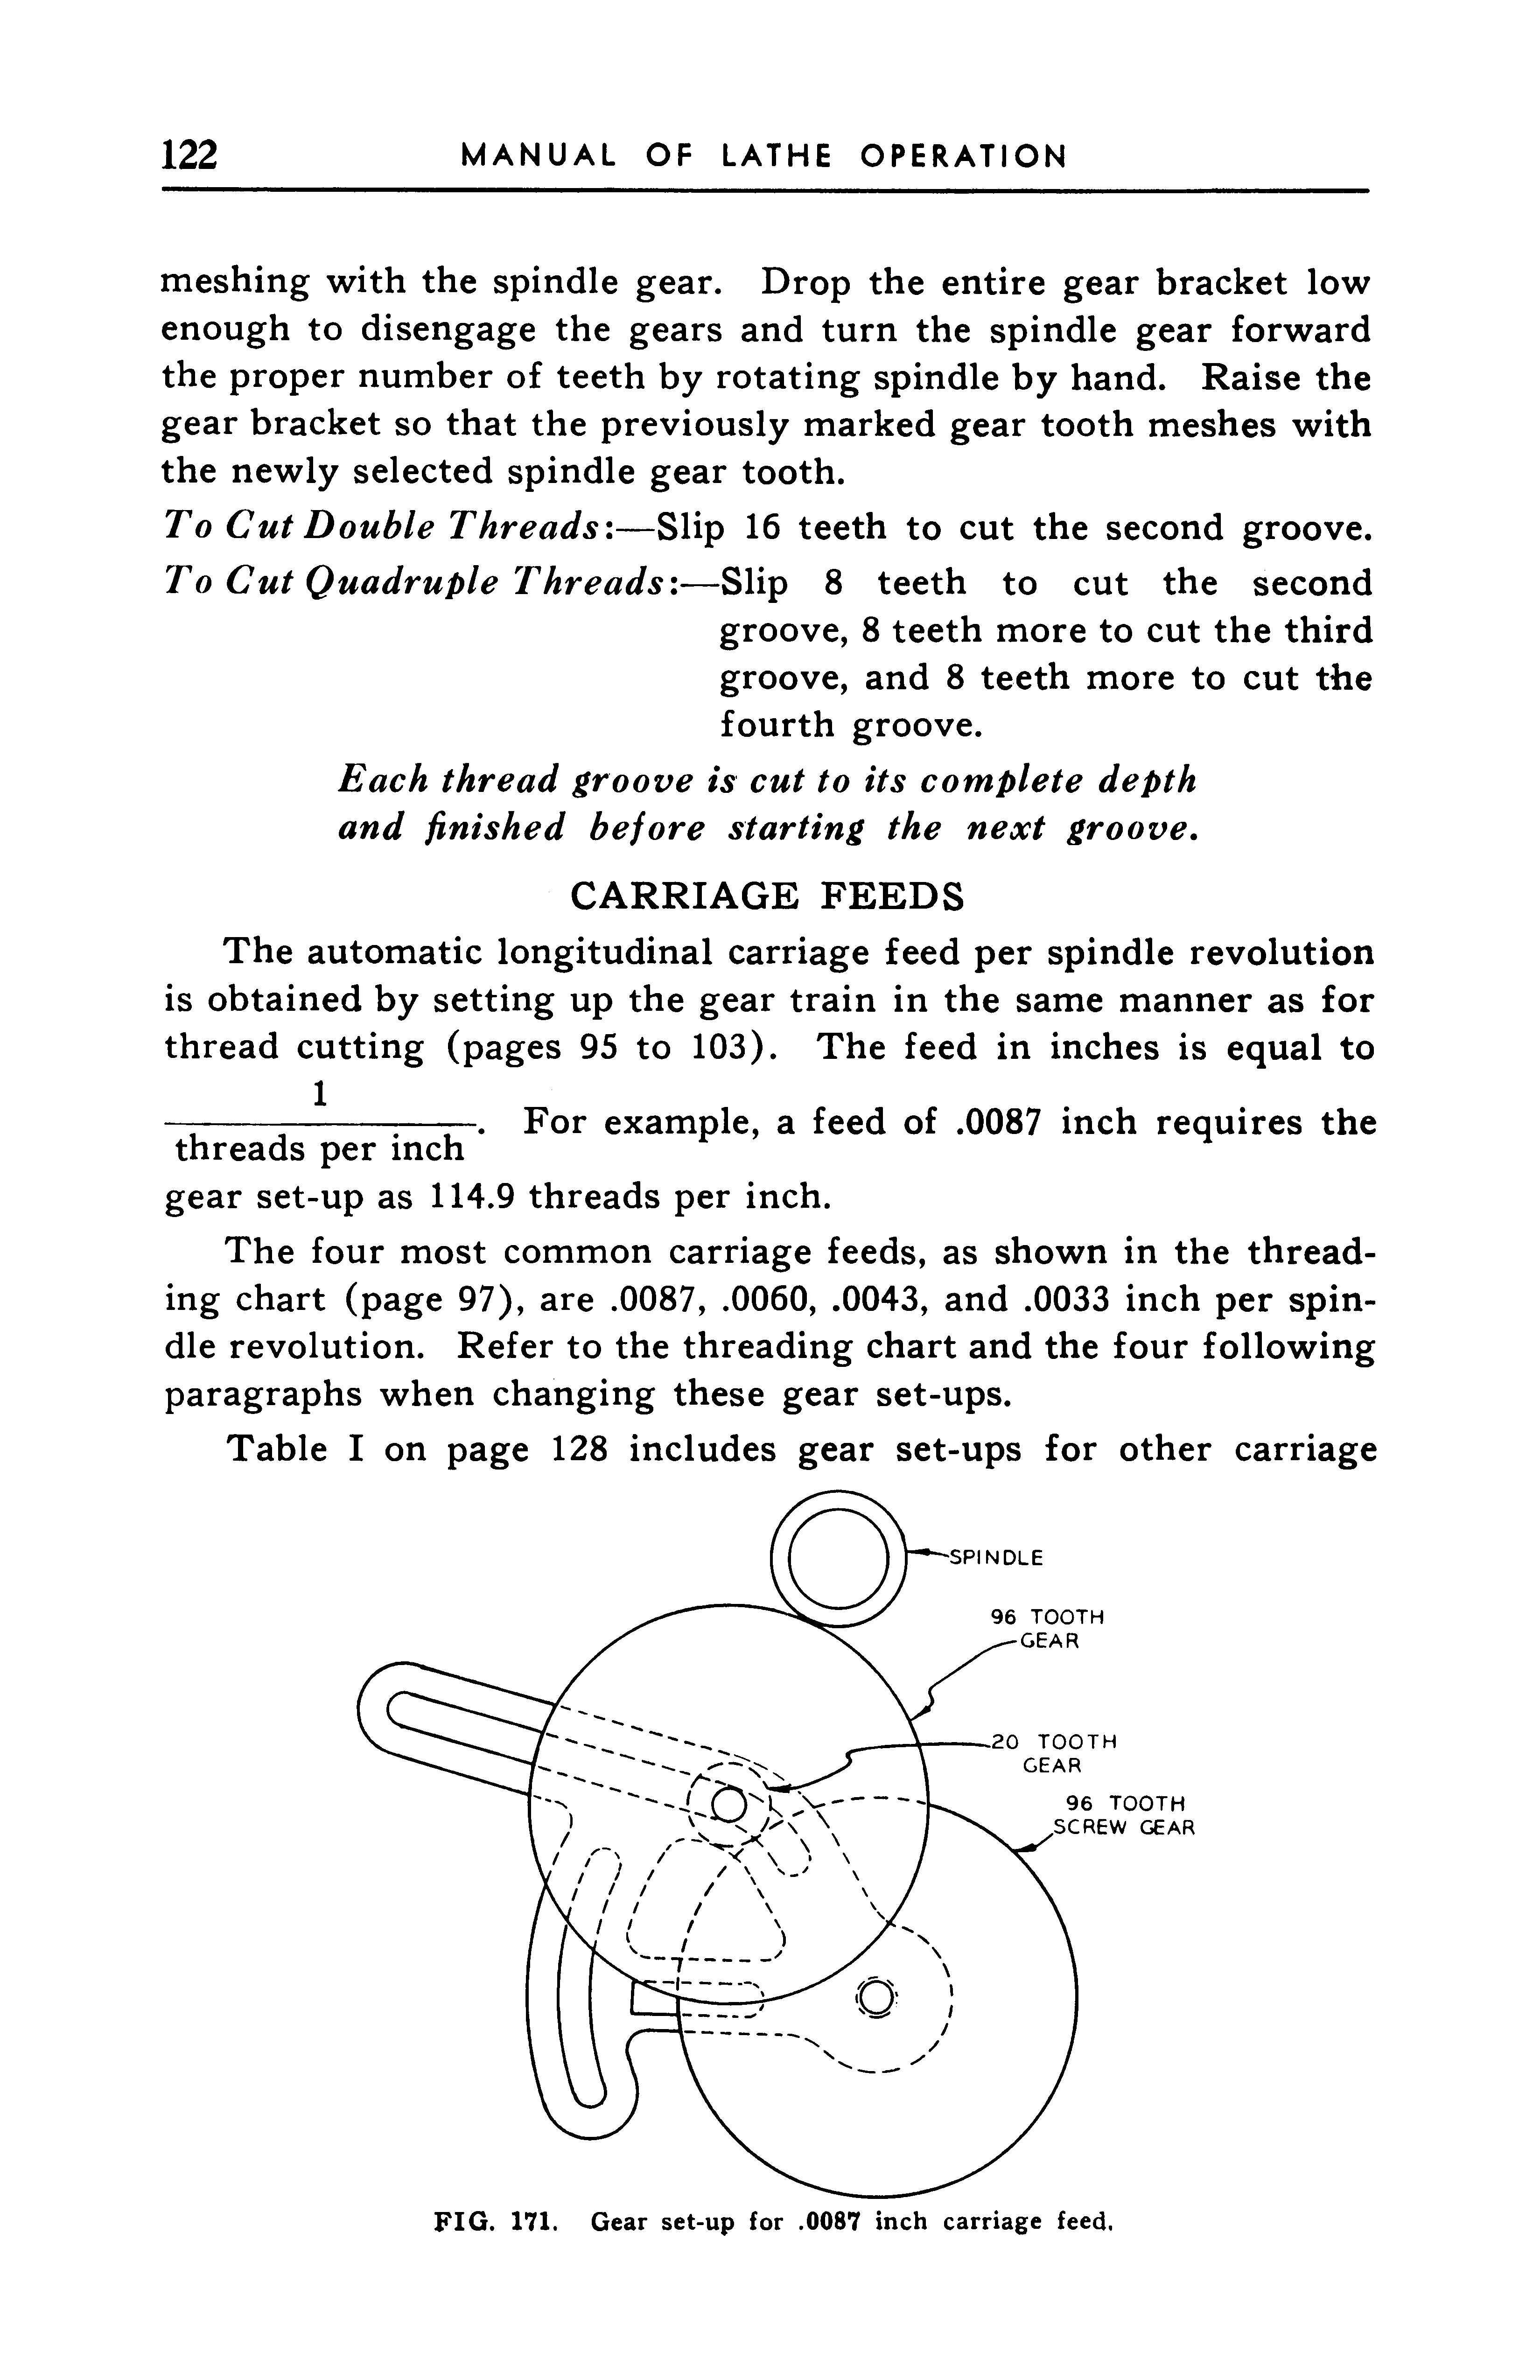 122 MANUAL OF LATHE OPERATION
meshing with the spindle gear. Drop the entire gear bracket low
enough to disengage the gears and turn the spindle gear forward
the proper number of teeth by rotating spindle by hand. Raise the
gear bracket so that the previously marked gear tooth meshes with
the newly selected spindle gear tooth.
To Cut Double Threads:—Slip 16 teeth to cut the second groove.
To Cut Quadruple Threads:—Slip 8 teeth to cut the second
groove, 8 teeth more to cut the third
groove, and 8 teeth more to cut the
fourth groove.
Each thread groove is cut to its complete depth
and finished before starting the next groove.
CARRIAGE FEEDS
The automatic longitudinal carriage feed per spindle revolution
is obtained by setting up the gear train in the same manner as for
thread cutting (pages 95 to 103). The feed in inches is equal to
1
threads per inch. For example, a feed of .0087 inch requires the
gear set-up as 114.9 threads per inch.
The four most common carriage feeds, as shown in the thread-
ing chart (page 97), are .0087, .0060, .0043, and .0033 inch per spin-
dle revolution. Refer to the threading chart and the four following
paragraphs when changing these gear set-ups.
Table I on page 128 includes gear set-ups for other carriage
SPINDLE
96 TOOTH
GEAR
20 TOOTH
GEAR
96 TOOTH
SCREW GEAR
FIG. 171. Gear set-up for .0087 inch carriage feed.